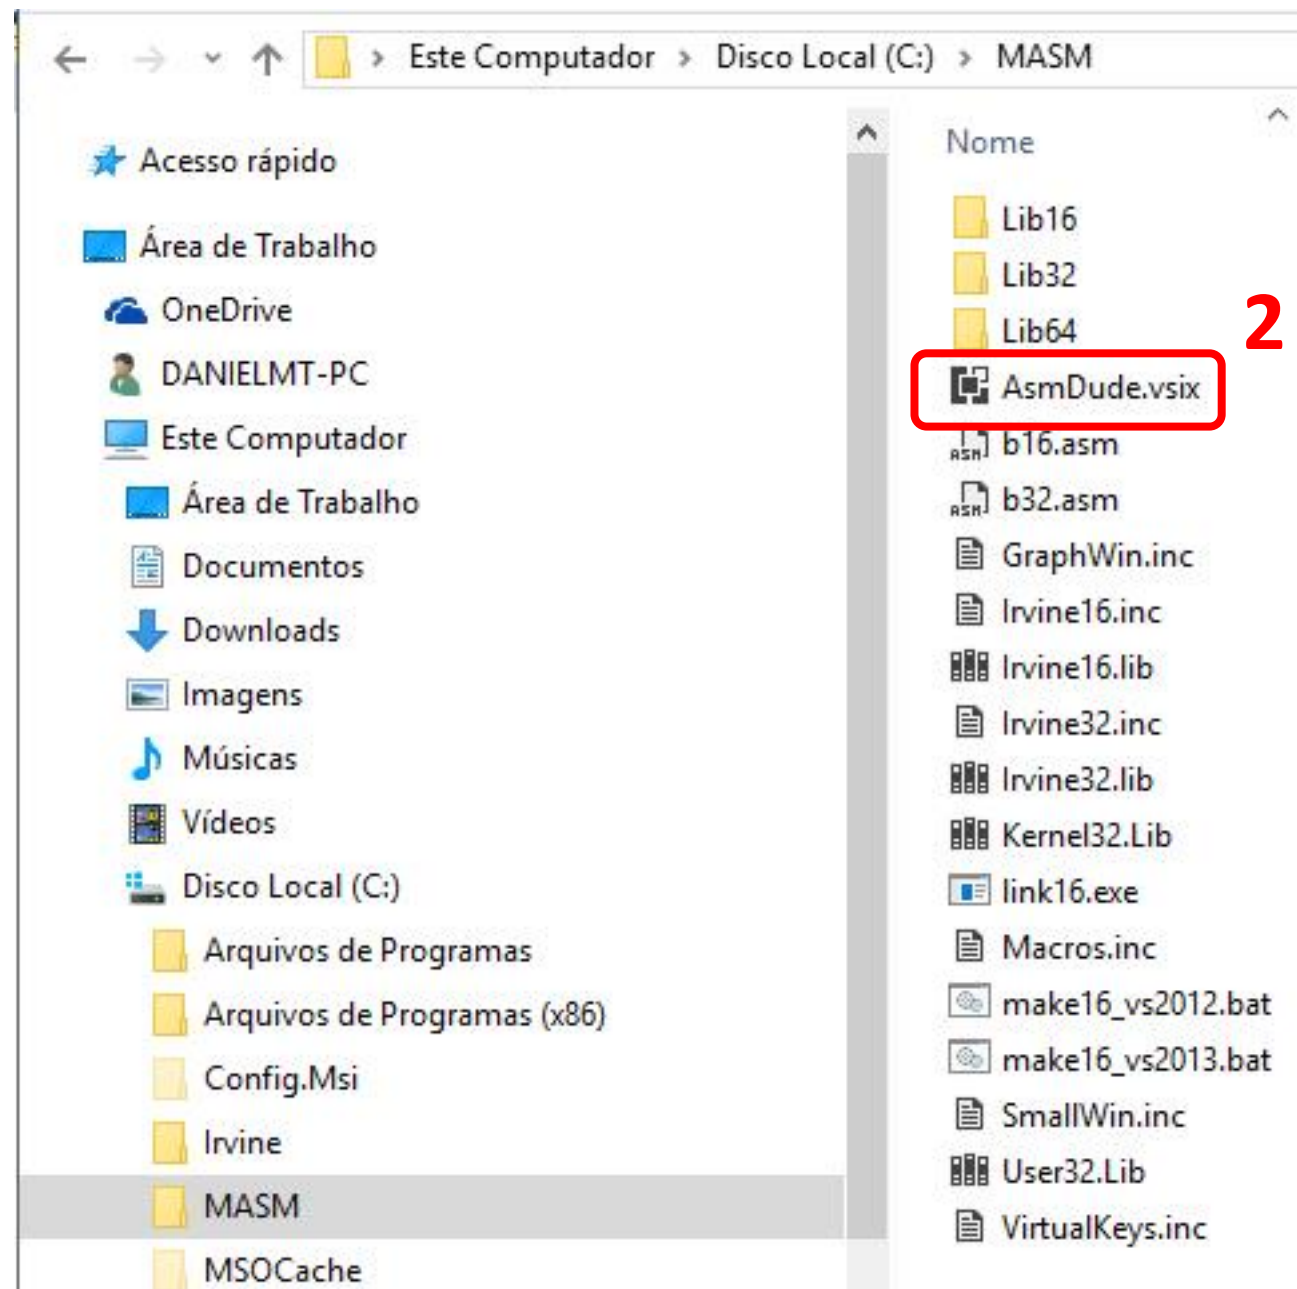 Este Computador > Disco Local (C:) > MASM
Acesso rápido
Área de Trabalho
OneDrive
DANIELMT-PC
Este Computador
Área de Trabalho
Documentos
Downloads
Imagens
Músicas
Vídeos
Disco Local (C:)
Arquivos de Programas
Arquivos de Programas (x86)
Config.Msi
Irvine
MASM
MSOCache
Nome
Lib16
Lib32
Lib64
2
AsmDude.vsix
b16.asm
b32.asm
GraphWin.inc
Irvine16.inc
Irvine16.lib
Irvine32.inc
Irvine32.lib
Kernel32.Lib
link16.exe
Macros.inc
make16_vs2012.bat
make16_vs2013.bat
SmallWin.inc
User32.Lib
VirtualKeys.inc